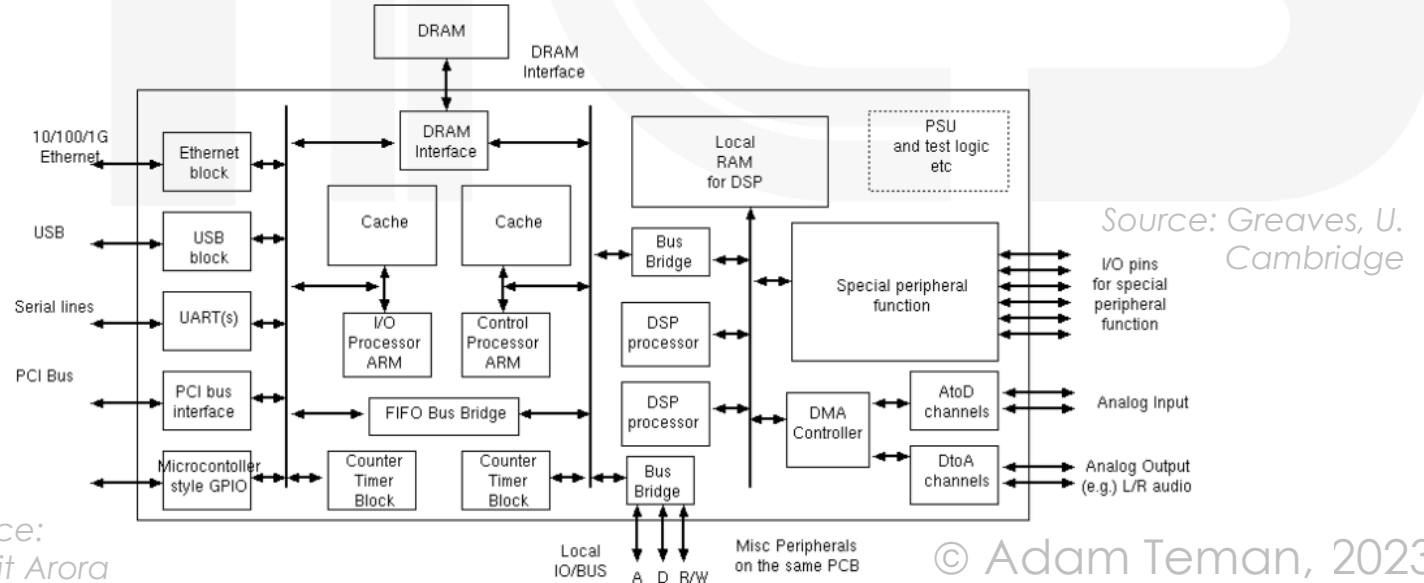 DRAM
DRAM
Interface
10/100/1G
Ethernet
Ethernet
block
DRAM
Interface
Local
RAM
for DSP
PSU
and test logic
etc
Source: Greaves, U.
Cambridge
USB
USB
block
Cache
Cache
Bus
Bridge
Special peripheral
function
I/O pins
for special
peripheral
function
Serial lines
UART(s)
I/O
Processor
ARM
Control
Processor
ARM
DSP
processor
PCI Bus
PCI bus
interface
FIFO Bus Bridge
DSP
processor
DMA
Controller
AtoD
channels
Analog Input
Microcontoller
style GPIO
Counter
Timer
Block
Counter
Timer
Block
Bus
Bridge
DtoA
channels
Analog Output
(e.g.) L/R audio
Local
IO/BUS
A D R/W
Misc Peripherals
on the same PCB
ce:
it Arora
© Adam Teman, 2023